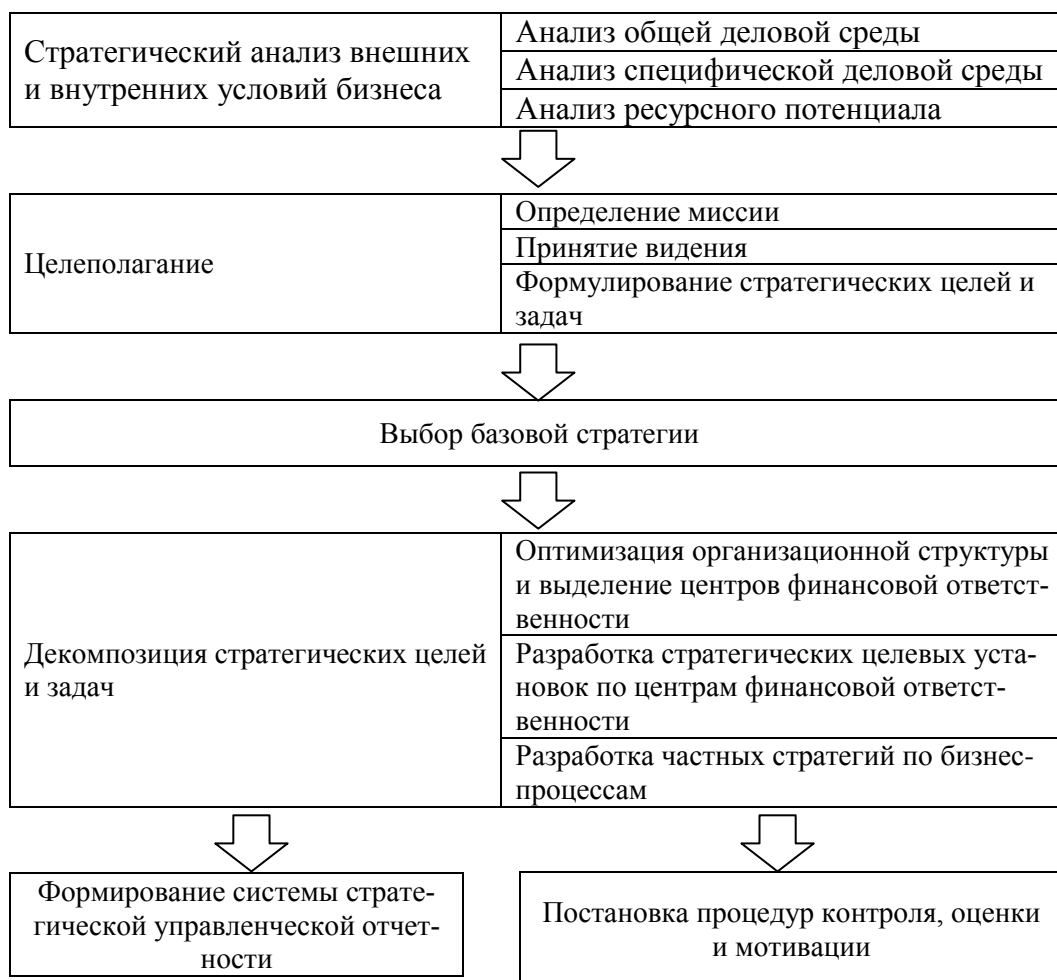 Стратегический анализ внешних
и внутренних условий бизнеса
Анализ общей деловой среды
Анализ специфической деловой среды
Анализ ресурсного потенциала
Целеполагание
Определение миссии
Принятие видения
Формулирование стратегических целей и
задач
Выбор базовой стратегии
Декомпозиция стратегических целей
и задач
Оптимизация организационной структуры
и выделение центров финансовой ответст-
венности
Разработка стратегических целевых уста-
новок по центрам финансовой ответст-
венности
Разработка частных стратегий по бизнес-
процессам
Формирование системы страте-
гической управленческой отчет-
ности
Постановка процедур контроля, оценки
и мотивации